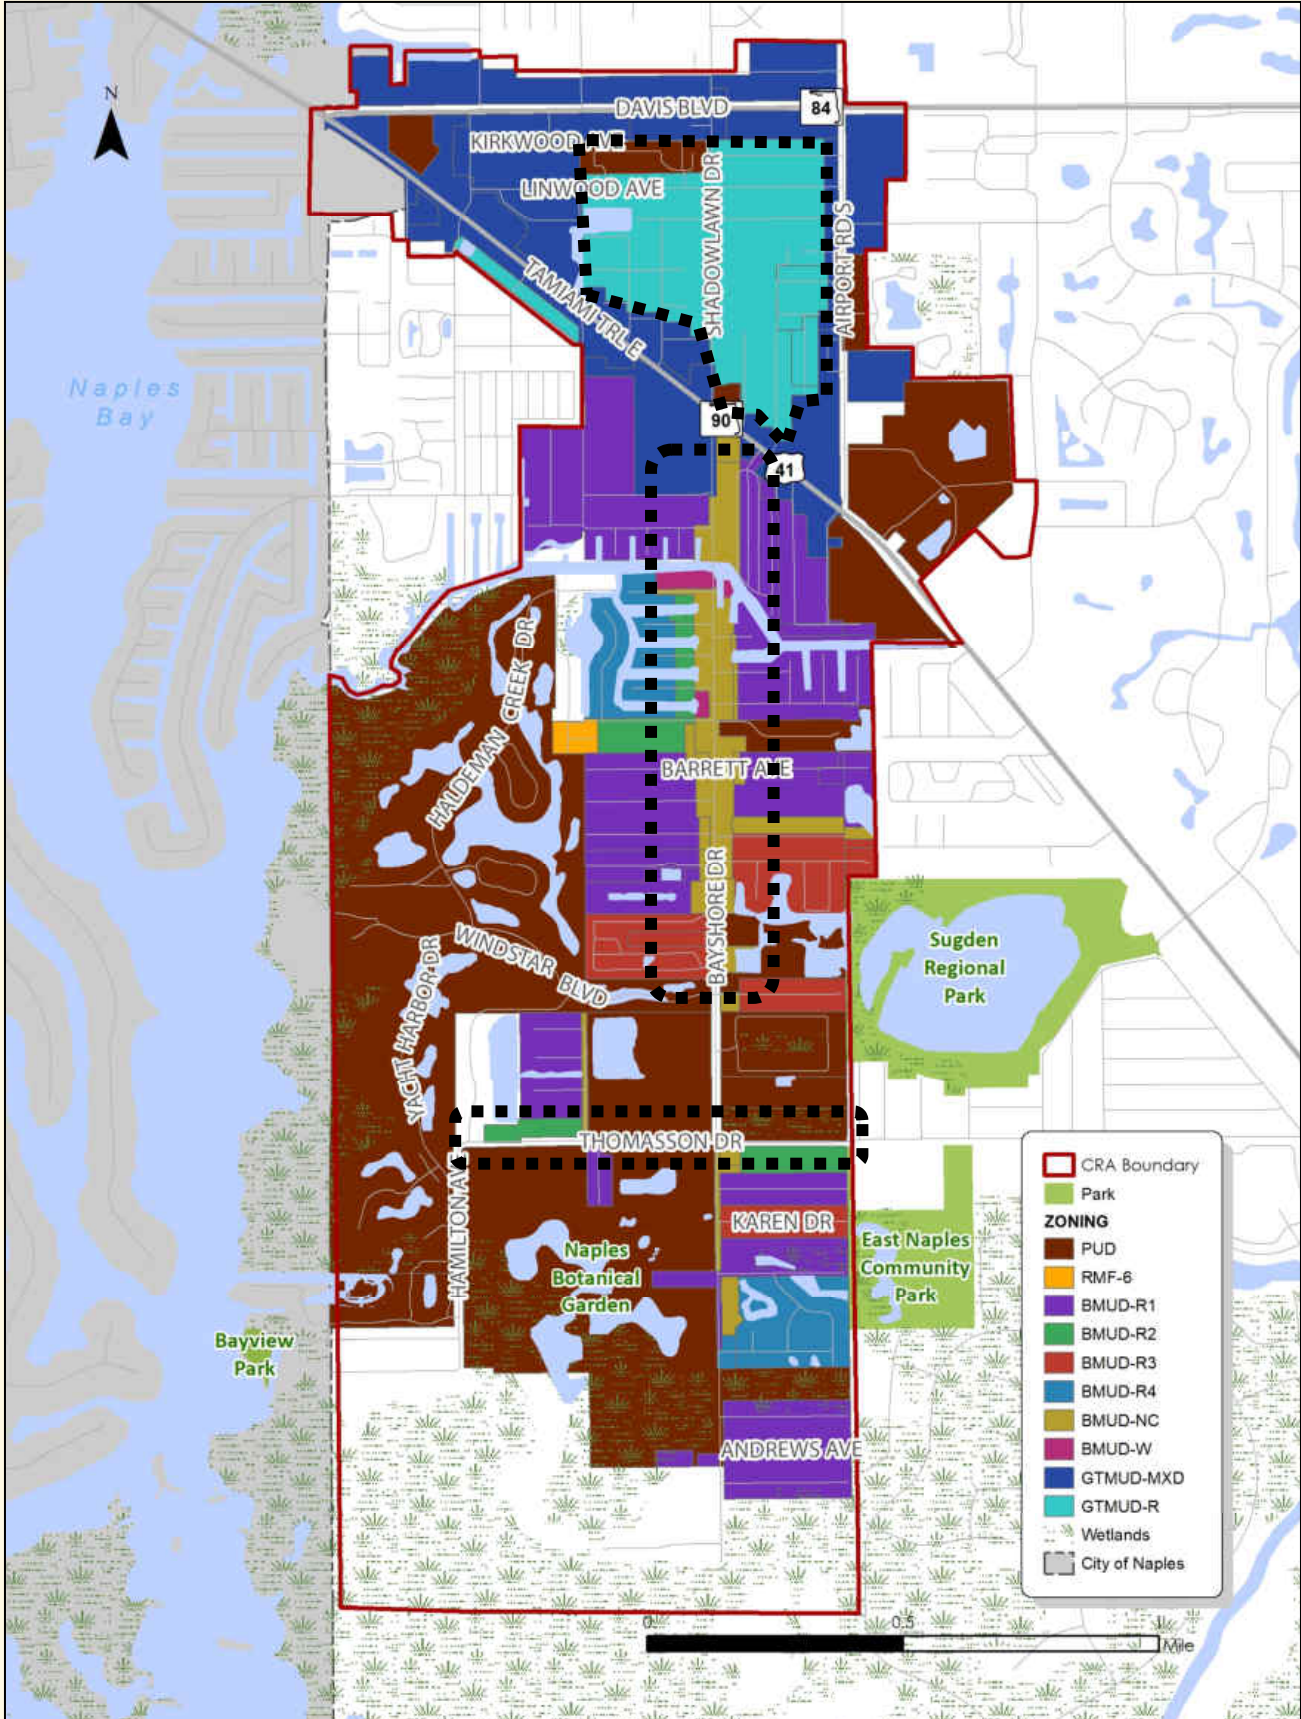 N
DAVIS BLVD
84
KIRKWOOD AVE
LINWOOD AVE
SHADOWLAWN DR
AIRPORT RD S
TAMIAMI TRL E
Naples
Bay
90
41
HALDEMAN CREEK DR
BARRETT AVE
BAYSHORE DR
WINDSTAR BLVD
YACHT HARBOR DR
Sugden
Regional
Park
THOMASSON DR
HAMILTON AVE
KAREN DR
Naples
Botanical
Garden
East Naples
Community
Park
Bayview
Park
ANDREWS AVE
CRA Boundary
Park
ZONING
PUD
RMF-6
BMUD-R1
BMUD-R2
BMUD-R3
BMUD-R4
BMUD-NC
BMUD-W
GTMUD-MXD
GTMUD-R
Wetlands
City of Naples
0 0.5 1
Mile